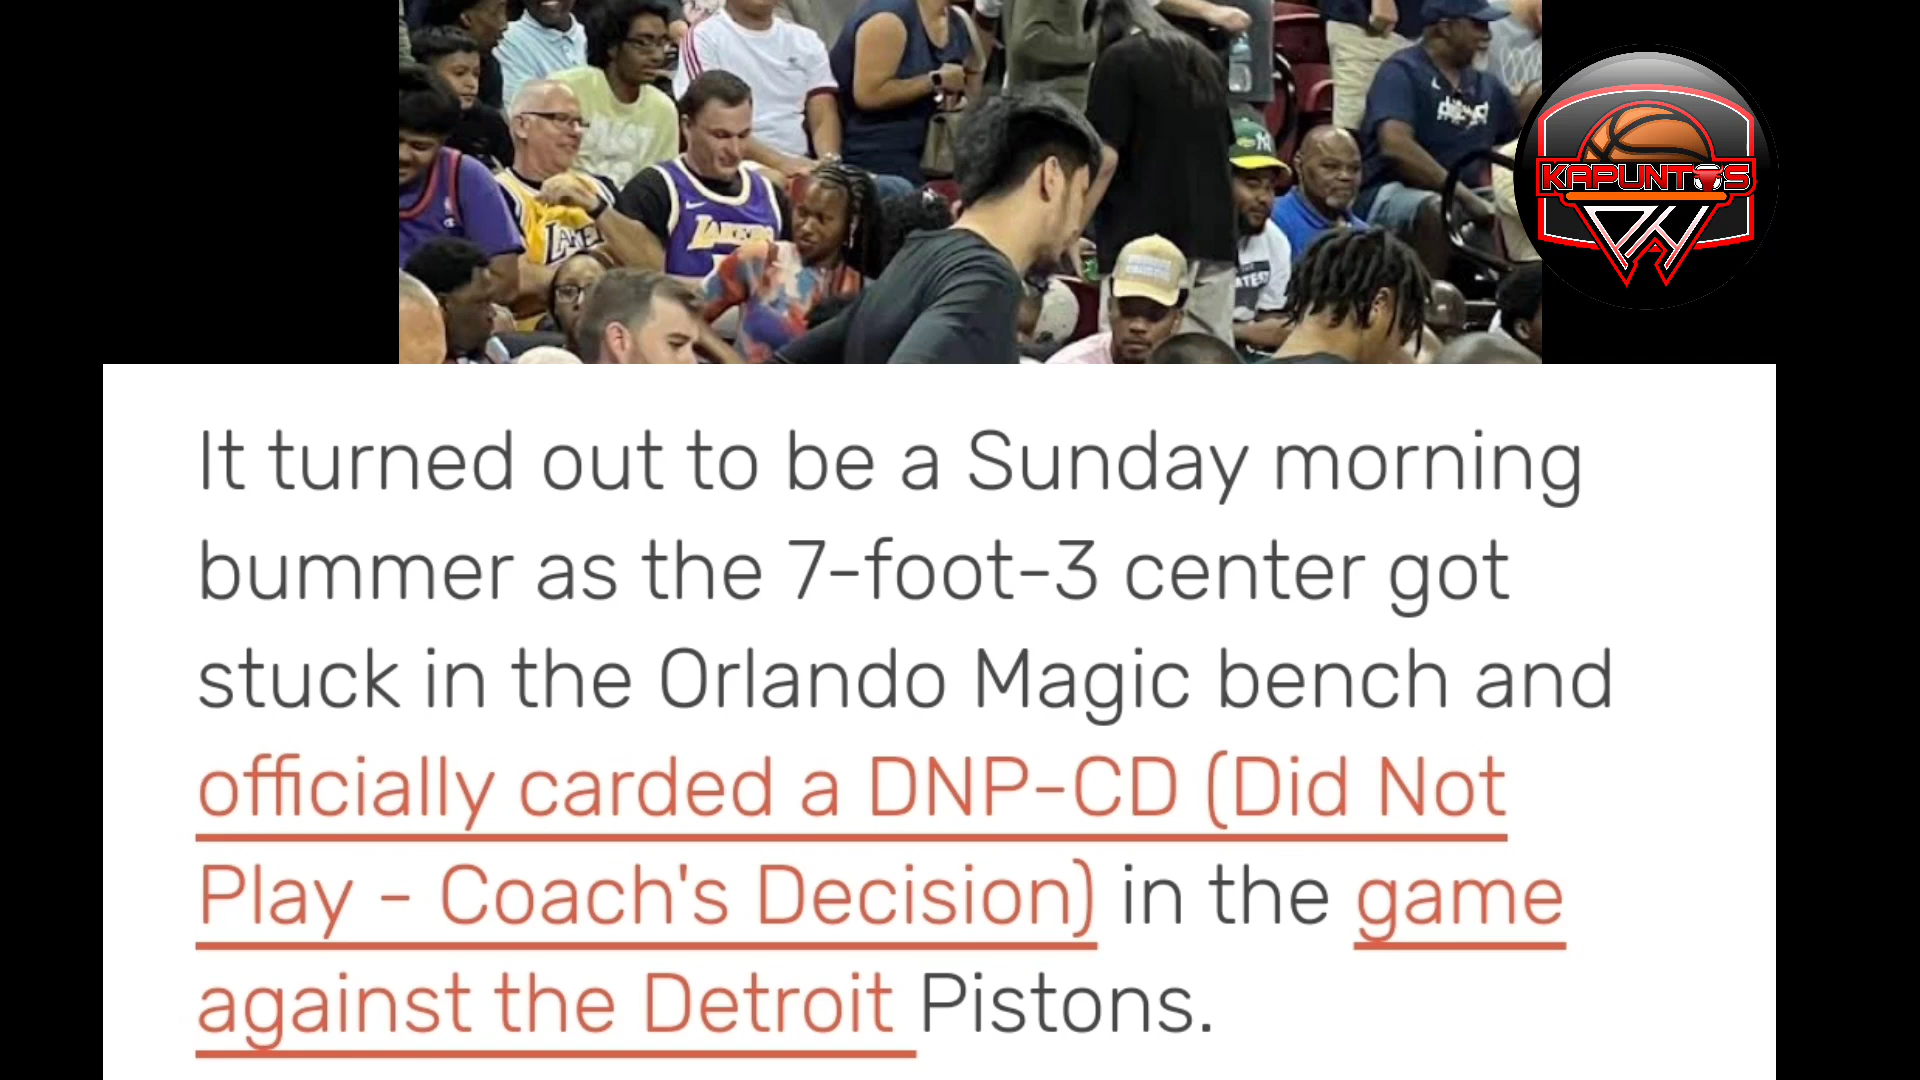 LAKERS
KAPUNTOS
It turned out to be a Sunday morning
bummer as the 7-foot-3 center got
stuck in the Orlando Magic bench and
officially carded a DNP-CD (Did Not
Play - Coach's Decision) in the game
against the Detroit Pistons.